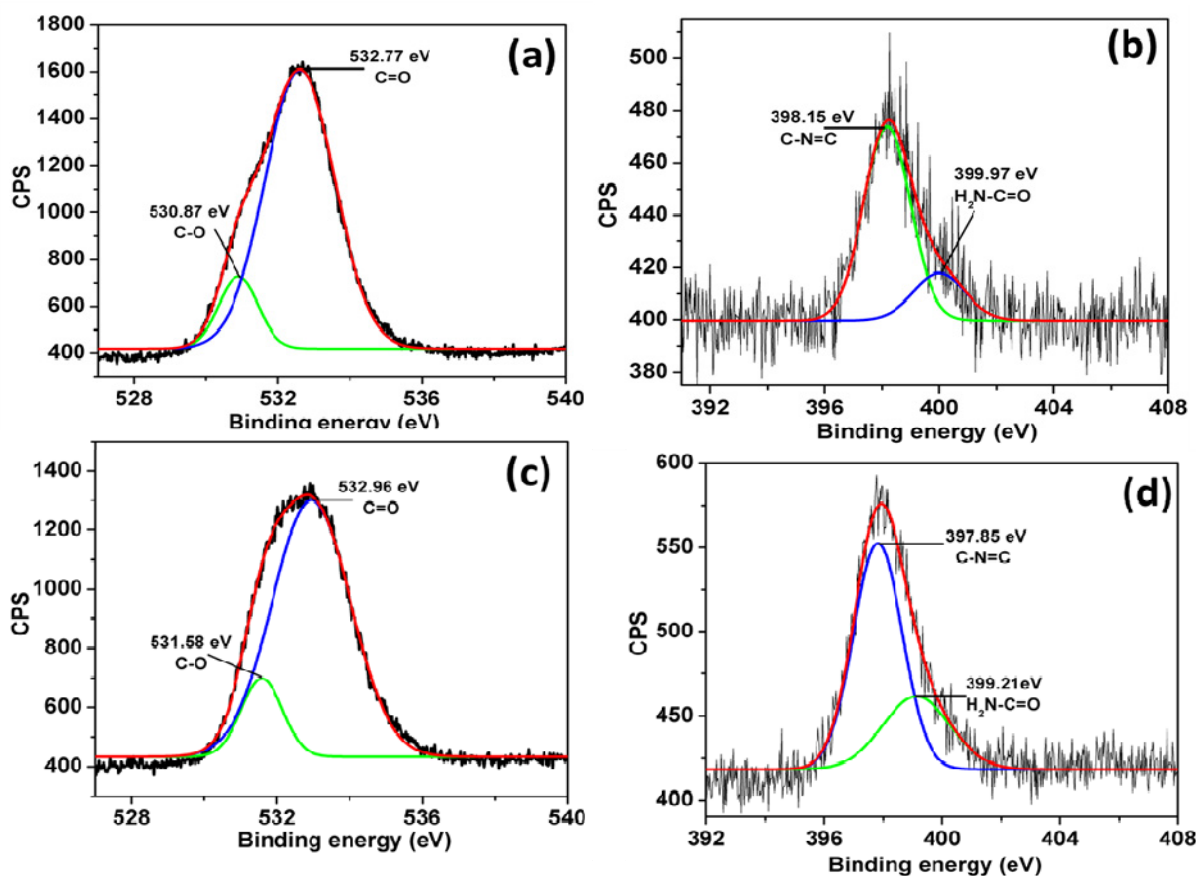 (a)
1800
1600
1400
1200
1000
800
600
400
CPS
532.77 eV
C=O
530.87 eV
C-O
528
532
536
540
Binding energy (eV)
(b)
500
480
460
440
420
400
380
CPS
398.15 eV
C-N=C
399.97 eV
H₂N-C=O
392
396
400
404
408
Binding energy (eV)
(c)
1400
1200
1000
800
600
400
CPS
532.96 eV
C=O
531.58 eV
C-O
528
532
536
540
Binding energy (eV)
(d)
600
550
500
450
400
CPS
397.85 eV
C-N=C
399.21eV
H₂N-C=O
392
396
400
404
408
Binding energy (eV)